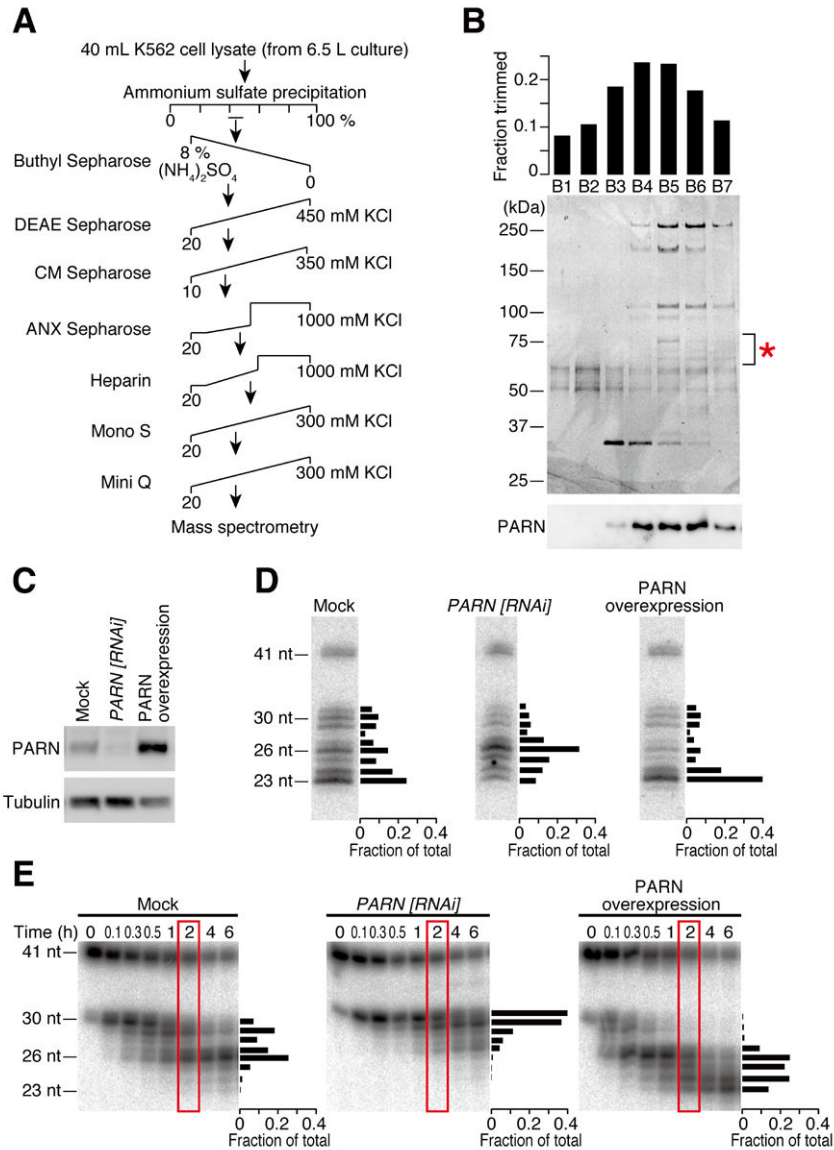 A
40 mL K562 cell lysate (from 6.5 L culture)
Ammonium sulfate precipitation
0 100 %
Buthyl Sepharose
8 %
(NH4)2SO4
0
DEAE Sepharose
20
450 mM KCl
CM Sepharose
10
350 mM KCl
ANX Sepharose
20
1000 mM KCl
Heparin
20
1000 mM KCl
Mono S
20
300 mM KCl
Mini Q
20
300 mM KCl
Mass spectrometry
B
Fraction trimmed
0.2
0.1
0
B1 B2 B3 B4 B5 B6 B7
(kDa)
250
150
100
75
*
50
37
25
PARN
C
Mock
PARN [RNAi]
PARN
overexpression
PARN
Tubulin
D
Mock
PARN [RNAi]
PARN
overexpression
41 nt
30 nt
26 nt
23 nt
0 0.2 0.4
Fraction of total
0 0.2 0.4
Fraction of total
0 0.2 0.4
Fraction of total
E
Mock
PARN [RNAi]
PARN
overexpression
Time (h) 0 0.1 0.3 0.5 1 2 4 6
0 0.1 0.3 0.5 1 2 4 6
0 0.1 0.3 0.5 1 2 4 6
41 nt
30 nt
26 nt
23 nt
0 0.2 0.4
Fraction of total
0 0.2 0.4
Fraction of total
0 0.2 0.4
Fraction of total